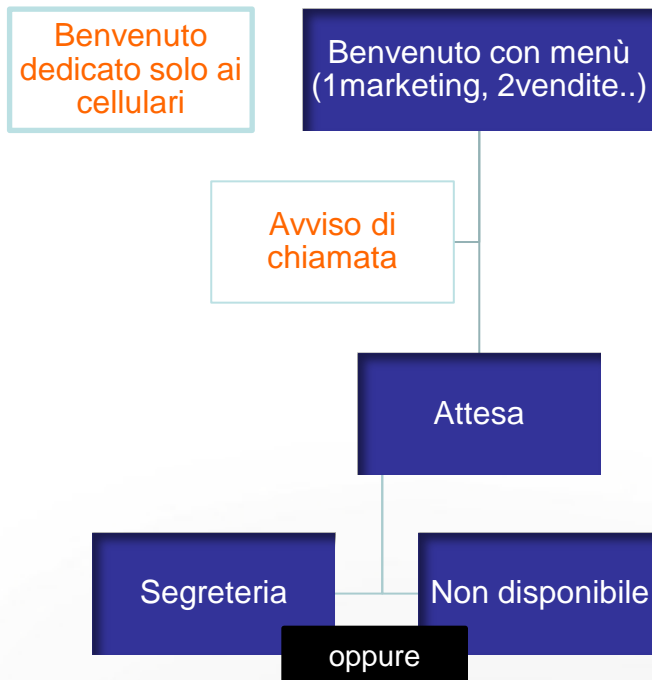 Benvenuto
dedicato solo ai
cellulari
Benvenuto con menù
(1marketing, 2vendite..)
Avviso di
chiamata
Attesa
Segreteria
Non disponibile
oppure